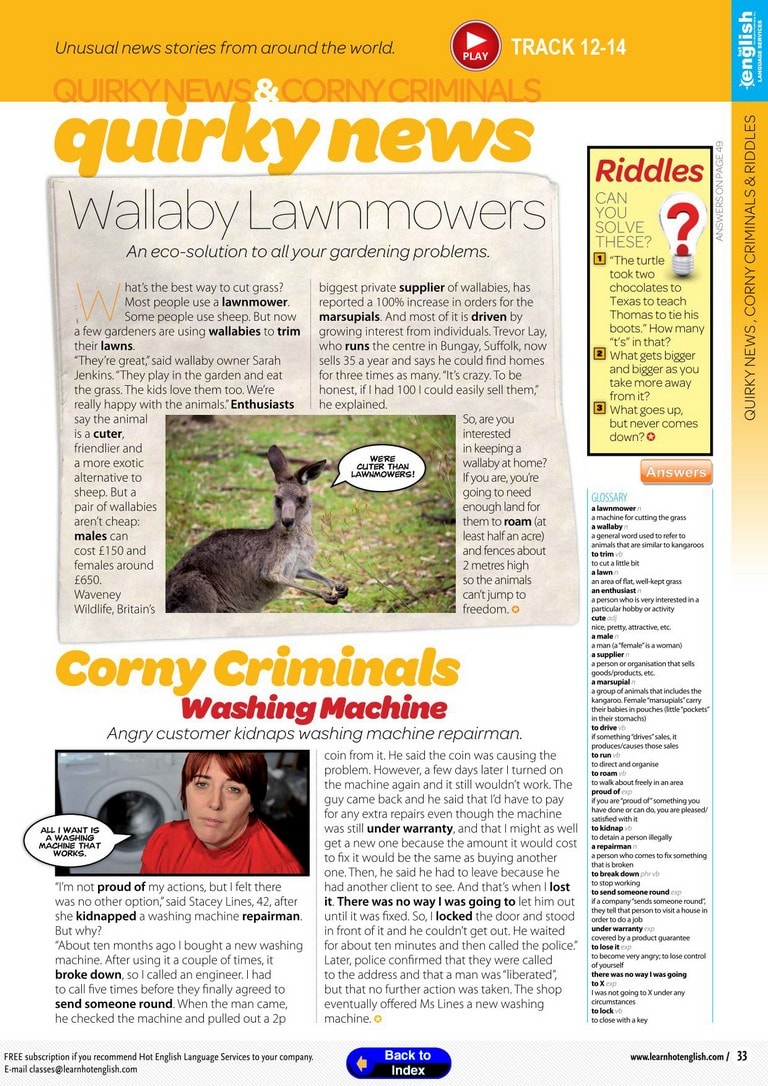 Unusual news stories from around the world.
PLAY
TRACK 12-14
hot english
LANGUAGE SERVICES
QUIRKY NEWS & CORNY CRIMINALS
quirky news
Wallaby Lawnmowers
An eco-solution to all your gardening problems.
What's the best way to cut grass?
Most people use a lawnmower.
Some people use sheep. But now
a few gardeners are using wallabies to trim
their lawns.
"They're great," said wallaby owner Sarah
Jenkins. "They play in the garden and eat
the grass. The kids love them too. We're
really happy with the animals." Enthusiasts
say the animal
is a cuter,
friendlier and
a more exotic
alternative to
sheep. But a
pair of wallabies
aren't cheap:
males can
cost £150 and
females around
£650.
Waveney
Wildlife, Britain's
biggest private supplier of wallabies, has
reported a 100% increase in orders for the
marsupials. And most of it is driven by
growing interest from individuals. Trevor Lay,
who runs the centre in Bungay, Suffolk, now
sells 35 a year and says he could find homes
for three times as many. "It's crazy. To be
honest, if I had 100 I could easily sell them,"
he explained.
So, are you
interested
in keeping a
wallaby at home?
If you are, you're
going to need
enough land for
them to roam (at
least half an acre)
and fences about
2 metres high
so the animals
can't jump to
freedom.
WE'RE
CUTER THAN
LAWNMOWERS!
Riddles
CAN
YOU
SOLVE
THESE?
?
1 "The turtle
took two
chocolates to
Texas to teach
Thomas to tie his
boots." How many
"t's" in that?
2 What gets bigger
and bigger as you
take more away
from it?
3 What goes up,
but never comes
down?
ANSWERS ON PAGE 49
Answers
QUIRKY NEWS, CORNY CRIMINALS & RIDDLES
GLOSSARY
a lawnmower n
a machine for cutting the grass
a wallaby n
a general word used to refer to
animals that are similar to kangaroos
to trim vb
to cut a little bit
a lawn n
an area of flat, well-kept grass
an enthusiast n
a person who is very interested in a
particular hobby or activity
cute adj
nice, pretty, attractive, etc.
a male n
a man (a "female" is a woman)
a supplier n
a person or organisation that sells
goods/products, etc.
a marsupial n
a group of animals that includes the
kangaroo. Female "marsupials" carry
their babies in pouches (little "pockets"
in their stomachs)
to drive vb
if something "drives" sales, it
produces/causes those sales
to run vb
to direct and organise
to roam vb
to walk about freely in an area
proud of exp
if you are "proud of" something you
have done or can do, you are pleased/
satisfied with it
to kidnap vb
to detain a person illegally
a repairman n
a person who comes to fix something
that is broken
to break down phr vb
to stop working
to send someone round exp
if a company "sends someone round",
they tell that person to visit a house in
order to do a job
under warranty exp
covered by a product guarantee
to lose it exp
to become very angry; to lose control
of yourself
there was no way I was going
to X exp
I was not going to X under any
circumstances
to lock vb
to close with a key
Corny Criminals
Washing Machine
Angry customer kidnaps washing machine repairman.
ALL I WANT IS
A WASHING
MACHINE THAT
WORKS.
"I'm not proud of my actions, but I felt there
was no other option," said Stacey Lines, 42, after
she kidnapped a washing machine repairman.
But why?
"About ten months ago I bought a new washing
machine. After using it a couple of times, it
broke down, so I called an engineer. I had
to call five times before they finally agreed to
send someone round. When the man came,
he checked the machine and pulled out a 2p
coin from it. He said the coin was causing the
problem. However, a few days later I turned on
the machine again and it still wouldn't work. The
guy came back and he said that I'd have to pay
for any extra repairs even though the machine
was still under warranty, and that I might as well
get a new one because the amount it would cost
to fix it would be the same as buying another
one. Then, he said he had to leave because he
had another client to see. And that's when I lost
it. There was no way I was going to let him out
until it was fixed. So, I locked the door and stood
in front of it and he couldn't get out. He waited
for about ten minutes and then called the police."
Later, police confirmed that they were called
to the address and that a man was "liberated",
but that no further action was taken. The shop
eventually offered Ms Lines a new washing
machine.
FREE subscription if you recommend Hot English Language Services to your company.
E-mail classes@learnhotenglish.com
Back to
Index
www.learnhotenglish.com / 33